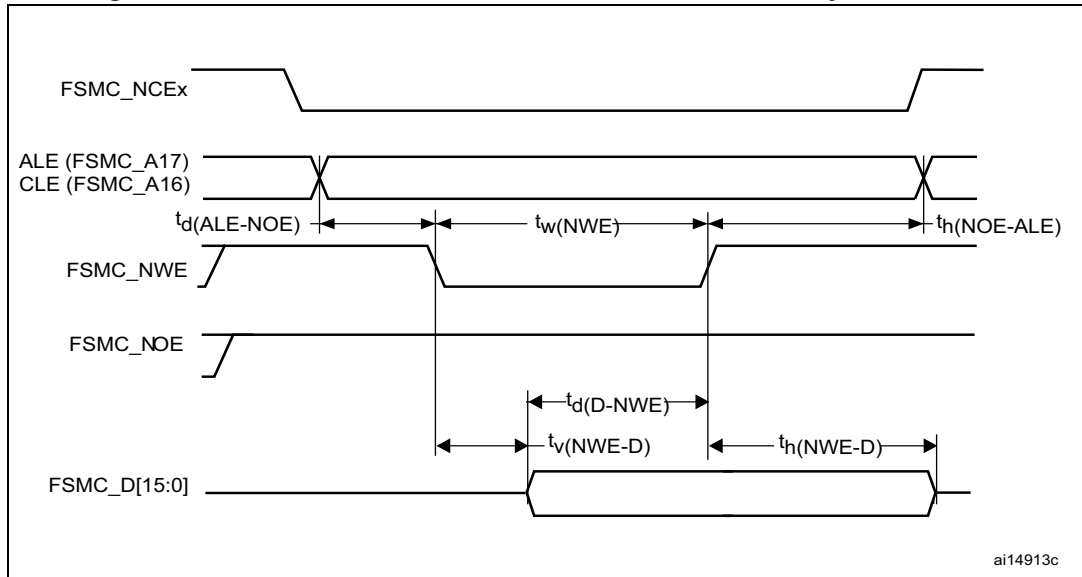 FSMC_NCEx
ALE (FSMC_A17)
CLE (FSMC_A16)
td(ALE-NOE)
tw(NWE)
th(NOE-ALE)
FSMC_NWE
FSMC_NOE
td(D-NWE)
tv(NWE-D)
th(NWE-D)
FSMC_D[15:0]
ai14913c